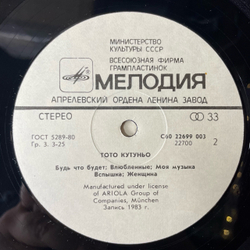 МИНИСТЕРСТВО
КУЛЬТУРЫ СССР
ВСЕСОЮЗНАЯ ФИРМА
ГРАМПЛАСТИНОК
МЕЛОДИЯ
АПРЕЛЕВСКИЙ ОРДЕНА ЛЕНИНА ЗАВОД
СТЕРЕО 33
ГОСТ 5289-80 C60 22699 003
Гр. 3. 3-25 22700 2
ТОТО КУТУНЬО
Будь что будет; Влюбленные; Моя музыка
Вспышка; Женщина
Manufactured under license
of ARIOLA Group of
Companies, München
Запись 1983 г.